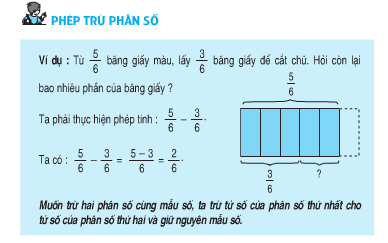 PHÉP TRỪ PHÂN SỐ
Ví dụ : Từ 5/6 băng giấy màu, lấy 3/6 băng giấy để cắt chữ. Hỏi còn lại
bao nhiêu phần của băng giấy ?
5/6
Ta phải thực hiện phép tính : 5/6 - 3/6 .
Ta có : 5/6 - 3/6 = 5 - 3/6 = 2/6 .
3/6 ?
Muốn trừ hai phân số cùng mẫu số, ta trừ tử số của phân số thứ nhất cho
tử số của phân số thứ hai và giữ nguyên mẫu số.